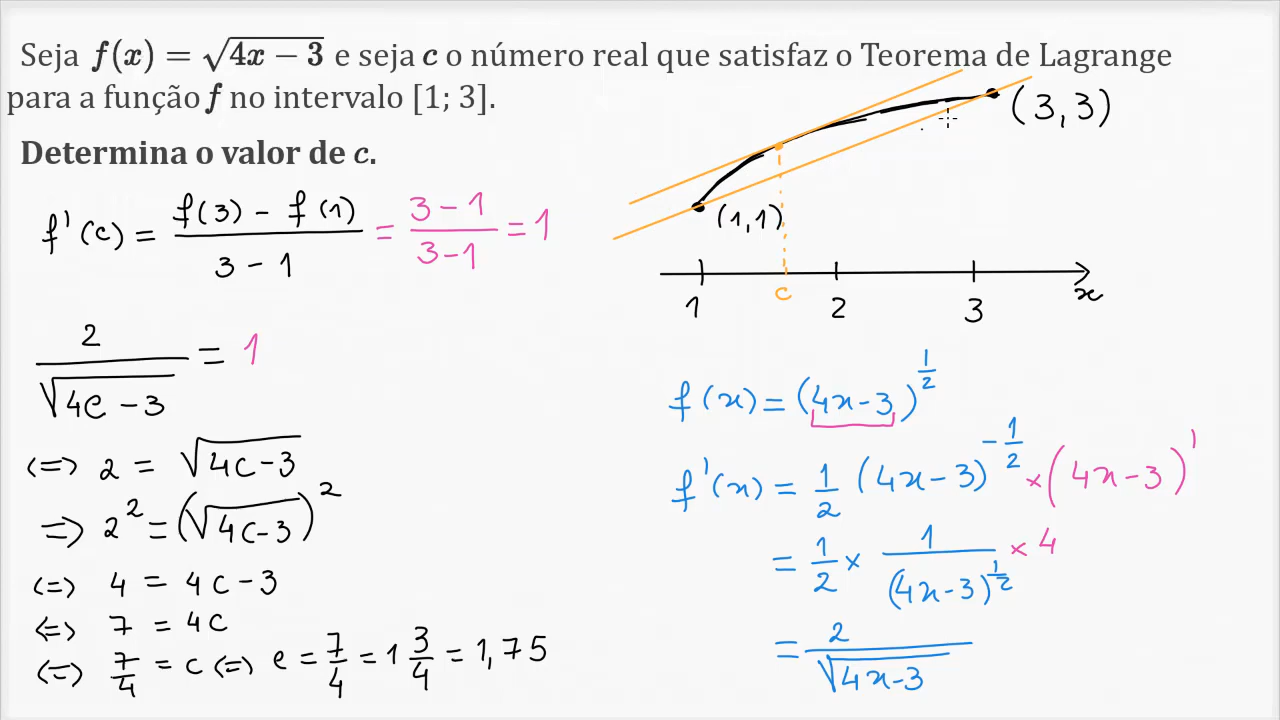 Seja f(x) = √(4x − 3) e seja c o número real que satisfaz o Teorema de Lagrange
para a função f no intervalo [1; 3].
Determina o valor de c.
f'(c) = (f(3) − f(1))/(3 − 1) = (3 − 1)/(3 − 1) = 1
2/√(4c − 3) = 1
<=> 2 = √(4c − 3)
=> 2² = (√(4c − 3))²
<=> 4 = 4c − 3
<=> 7 = 4c
<=> 7/4 = c <=> c = 7/4 = 1 3/4 = 1,75
(3, 3)
(1, 1)
1 c 2 3 x
f(x) = (4x − 3)^(1/2)
f'(x) = 1/2 (4x − 3)^(−1/2) × (4x − 3)'
= 1/2 × 1/(4x − 3)^(1/2) × 4
= 2/√(4x − 3)